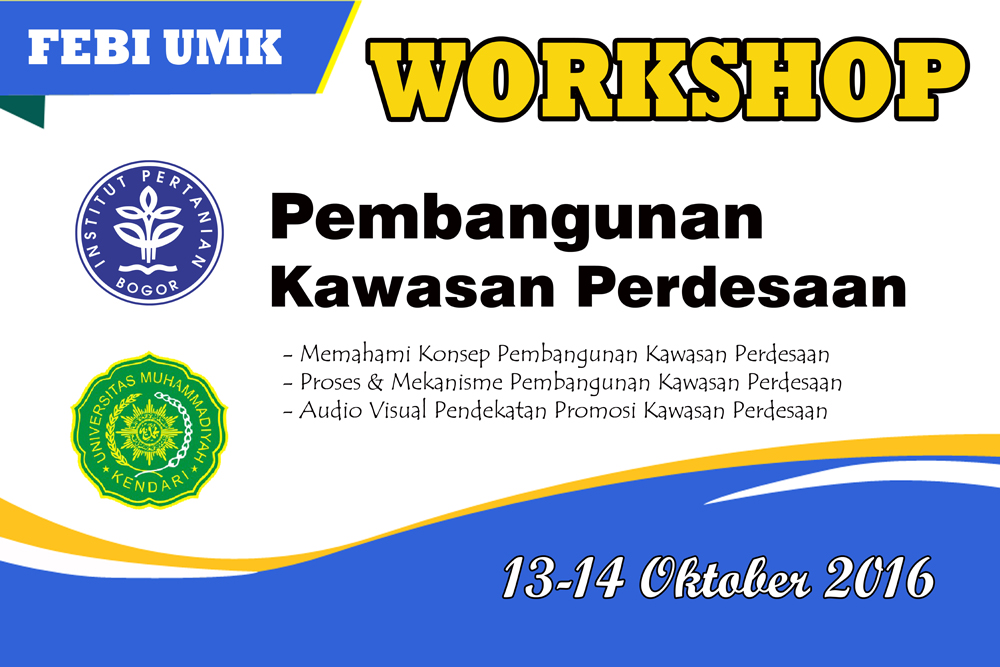 FEBI UMK
WORKSHOP
INSTITUT PERTANIAN
BOGOR
Pembangunan
Kawasan Perdesaan
- Memahami Konsep Pembangunan Kawasan Perdesaan
- Proses & Mekanisme Pembangunan Kawasan Perdesaan
- Audio Visual Pendekatan Promosi Kawasan Perdesaan
UNIVERSITAS MUHAMMADIYAH
KENDARI
13-14 Oktober 2016